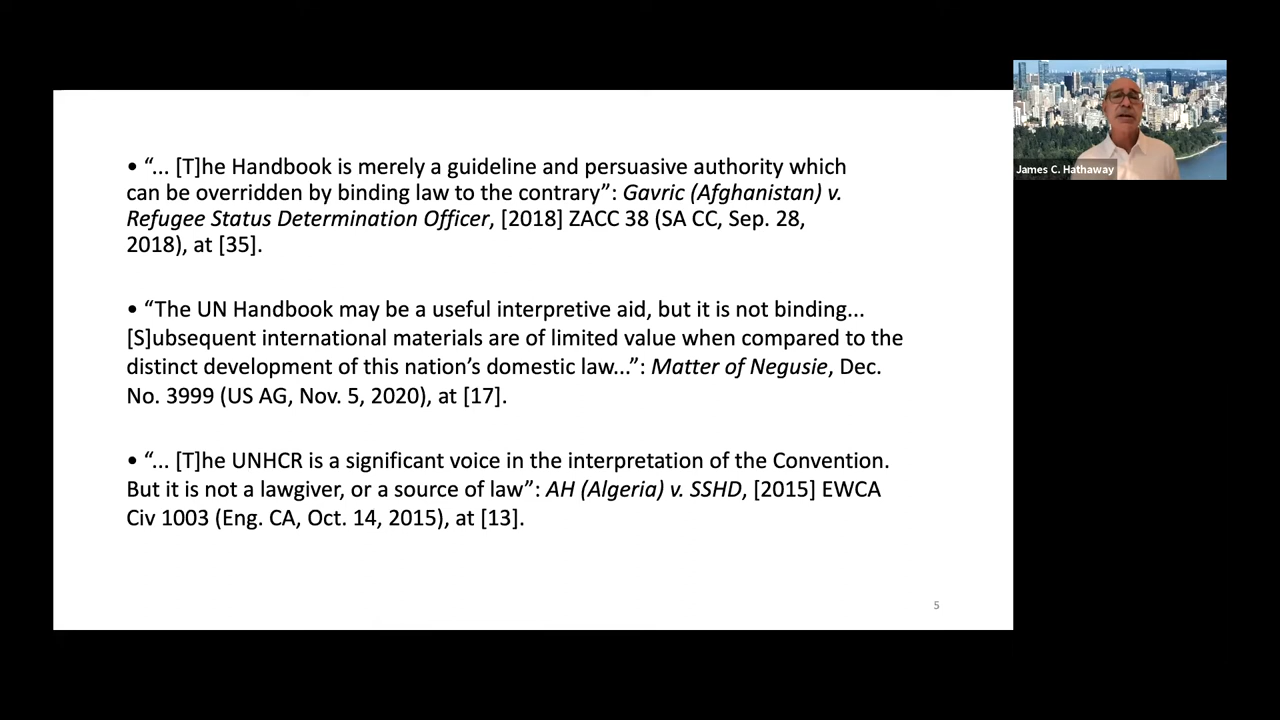 • “... [T]he Handbook is merely a guideline and persuasive authority which
can be overridden by binding law to the contrary”: Gavric (Afghanistan) v.
Refugee Status Determination Officer, [2018] ZACC 38 (SA CC, Sep. 28,
2018), at [35].
• “The UN Handbook may be a useful interpretive aid, but it is not binding...
[S]ubsequent international materials are of limited value when compared to the
distinct development of this nation’s domestic law...”: Matter of Negusie, Dec.
No. 3999 (US AG, Nov. 5, 2020), at [17].
• “... [T]he UNHCR is a significant voice in the interpretation of the Convention.
But it is not a lawgiver, or a source of law”: AH (Algeria) v. SSHD, [2015] EWCA
Civ 1003 (Eng. CA, Oct. 14, 2015), at [13].
5
James C. Hathaway